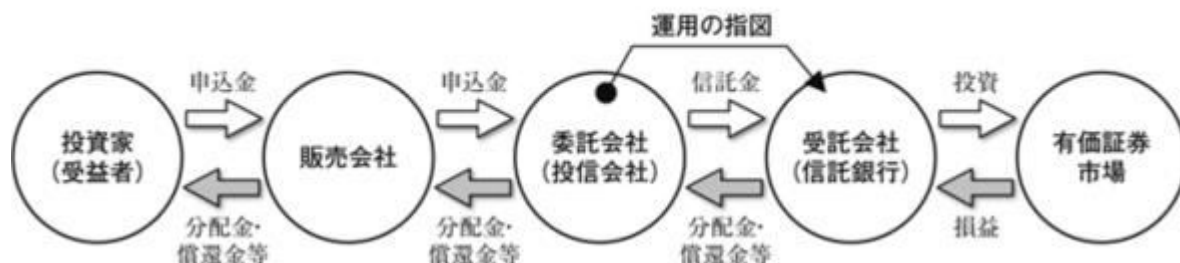 運用の指図
申込金
申込金
信託金
投資
投資家
(受益者)
販売会社
委託会社
(投信会社)
受託会社
(信託銀行)
有価証券
市場
分配金・
償還金等
分配金・
償還金等
分配金・
償還金等
損益